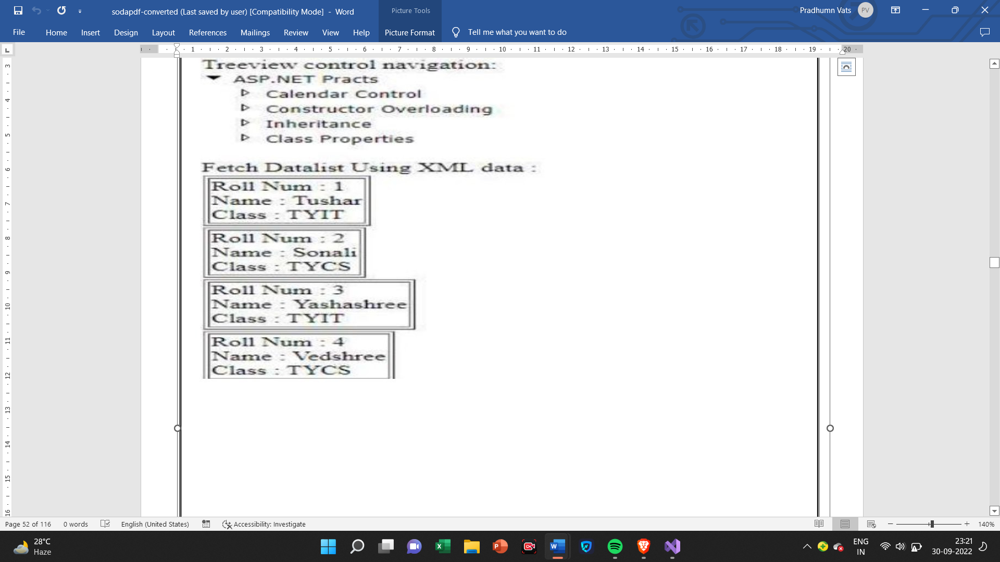 sodapdf-converted (Last saved by user) [Compatibility Mode] - Word
Picture Tools
Pradhumn Vats
PV
File
Home
Insert
Design
Layout
References
Mailings
Review
View
Help
Picture Format
Tell me what you want to do
1 2 3 4 5 6 7 8 9 10 11 12 13 14 15 16 17 18 19 20
3
4
5
6
7
8
9
10
11
12
13
14
15
16
Treeview control navigation:
ASP.NET Practs
Calendar Control
Constructor Overloading
Inheritance
Class Properties
Fetch Datalist Using XML data :
Roll Num : 1
Name : Tushar
Class : TYIT
Roll Num : 2
Name : Sonali
Class : TYCS
Roll Num : 3
Name : Yashashree
Class : TYIT
Roll Num : 4
Name : Vedshree
Class : TYCS
Page 52 of 116
0 words
English (United States)
Accessibility: Investigate
140%
28°C
Haze
ENG
IN
23:21
30-09-2022